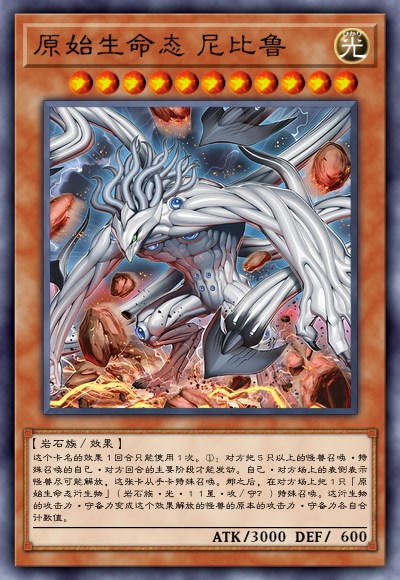 原始生命态 尼比鲁
光
【岩石族／效果】
这个卡名的效果1回合只能使用1次。①：对方把5只以上的怪兽召唤・特
殊召唤的自己・对方回合的主要阶段才能发动。自己・对方场上的表侧表示
怪兽尽可能解放，这张卡从手卡特殊召唤。那之后，在对方场上把1只「原
始生命态衍生物」（岩石族・光・11星・攻／守？）特殊召唤。这衍生物
的攻击力・守备力变成这个效果解放的怪兽的原本的攻击力・守备力各自合
计数值。
ATK/3000 DEF/ 600